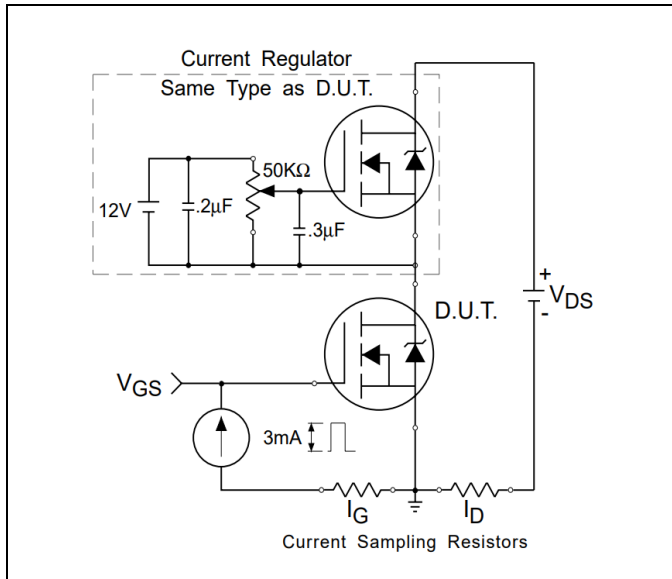 Current Regulator
Same Type as D.U.T.
50KΩ
12V
.2μF
.3μF
+
VDS
-
D.U.T.
VGS
3mA
IG
ID
Current Sampling Resistors